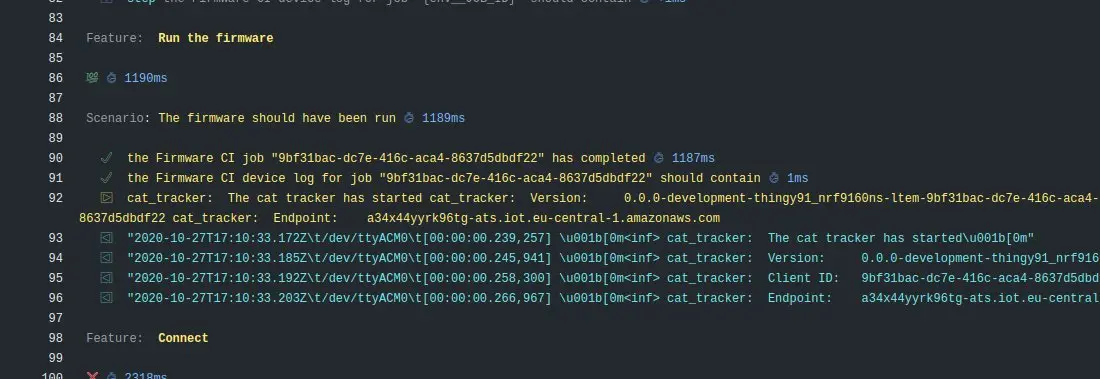 83
84 Feature: Run the firmware
85
86 💯 1190ms
87
88 Scenario: The firmware should have been run 1189ms
89
90 ✓ the Firmware CI job "9bf31bac-dc7e-416c-aca4-8637d5dbdf22" has completed 1187ms
91 ✓ the Firmware CI device log for job "9bf31bac-dc7e-416c-aca4-8637d5dbdf22" should contain 1ms
92 cat_tracker: The cat tracker has started cat_tracker: Version: 0.0.0-development-thingy91_nrf9160ns-ltem-9bf31bac-dc7e-416c-aca4-
8637d5dbdf22 cat_tracker: Endpoint: a34x44yyrk96tg-ats.iot.eu-central-1.amazonaws.com
93 "2020-10-27T17:10:33.172Z\t/dev/ttyACM0\t[00:00:00.239,257] \u001b[0m<inf> cat_tracker: The cat tracker has started\u001b[0m"
94 "2020-10-27T17:10:33.185Z\t/dev/ttyACM0\t[00:00:00.245,941] \u001b[0m<inf> cat_tracker: Version: 0.0.0-development-thingy91_nrf916
95 "2020-10-27T17:10:33.192Z\t/dev/ttyACM0\t[00:00:00.258,300] \u001b[0m<inf> cat_tracker: Client ID: 9bf31bac-dc7e-416c-aca4-8637d5dbd
96 "2020-10-27T17:10:33.203Z\t/dev/ttyACM0\t[00:00:00.266,967] \u001b[0m<inf> cat_tracker: Endpoint: a34x44yyrk96tg-ats.iot.eu-central
97
98 Feature: Connect
99
100 ❌ 2318ms